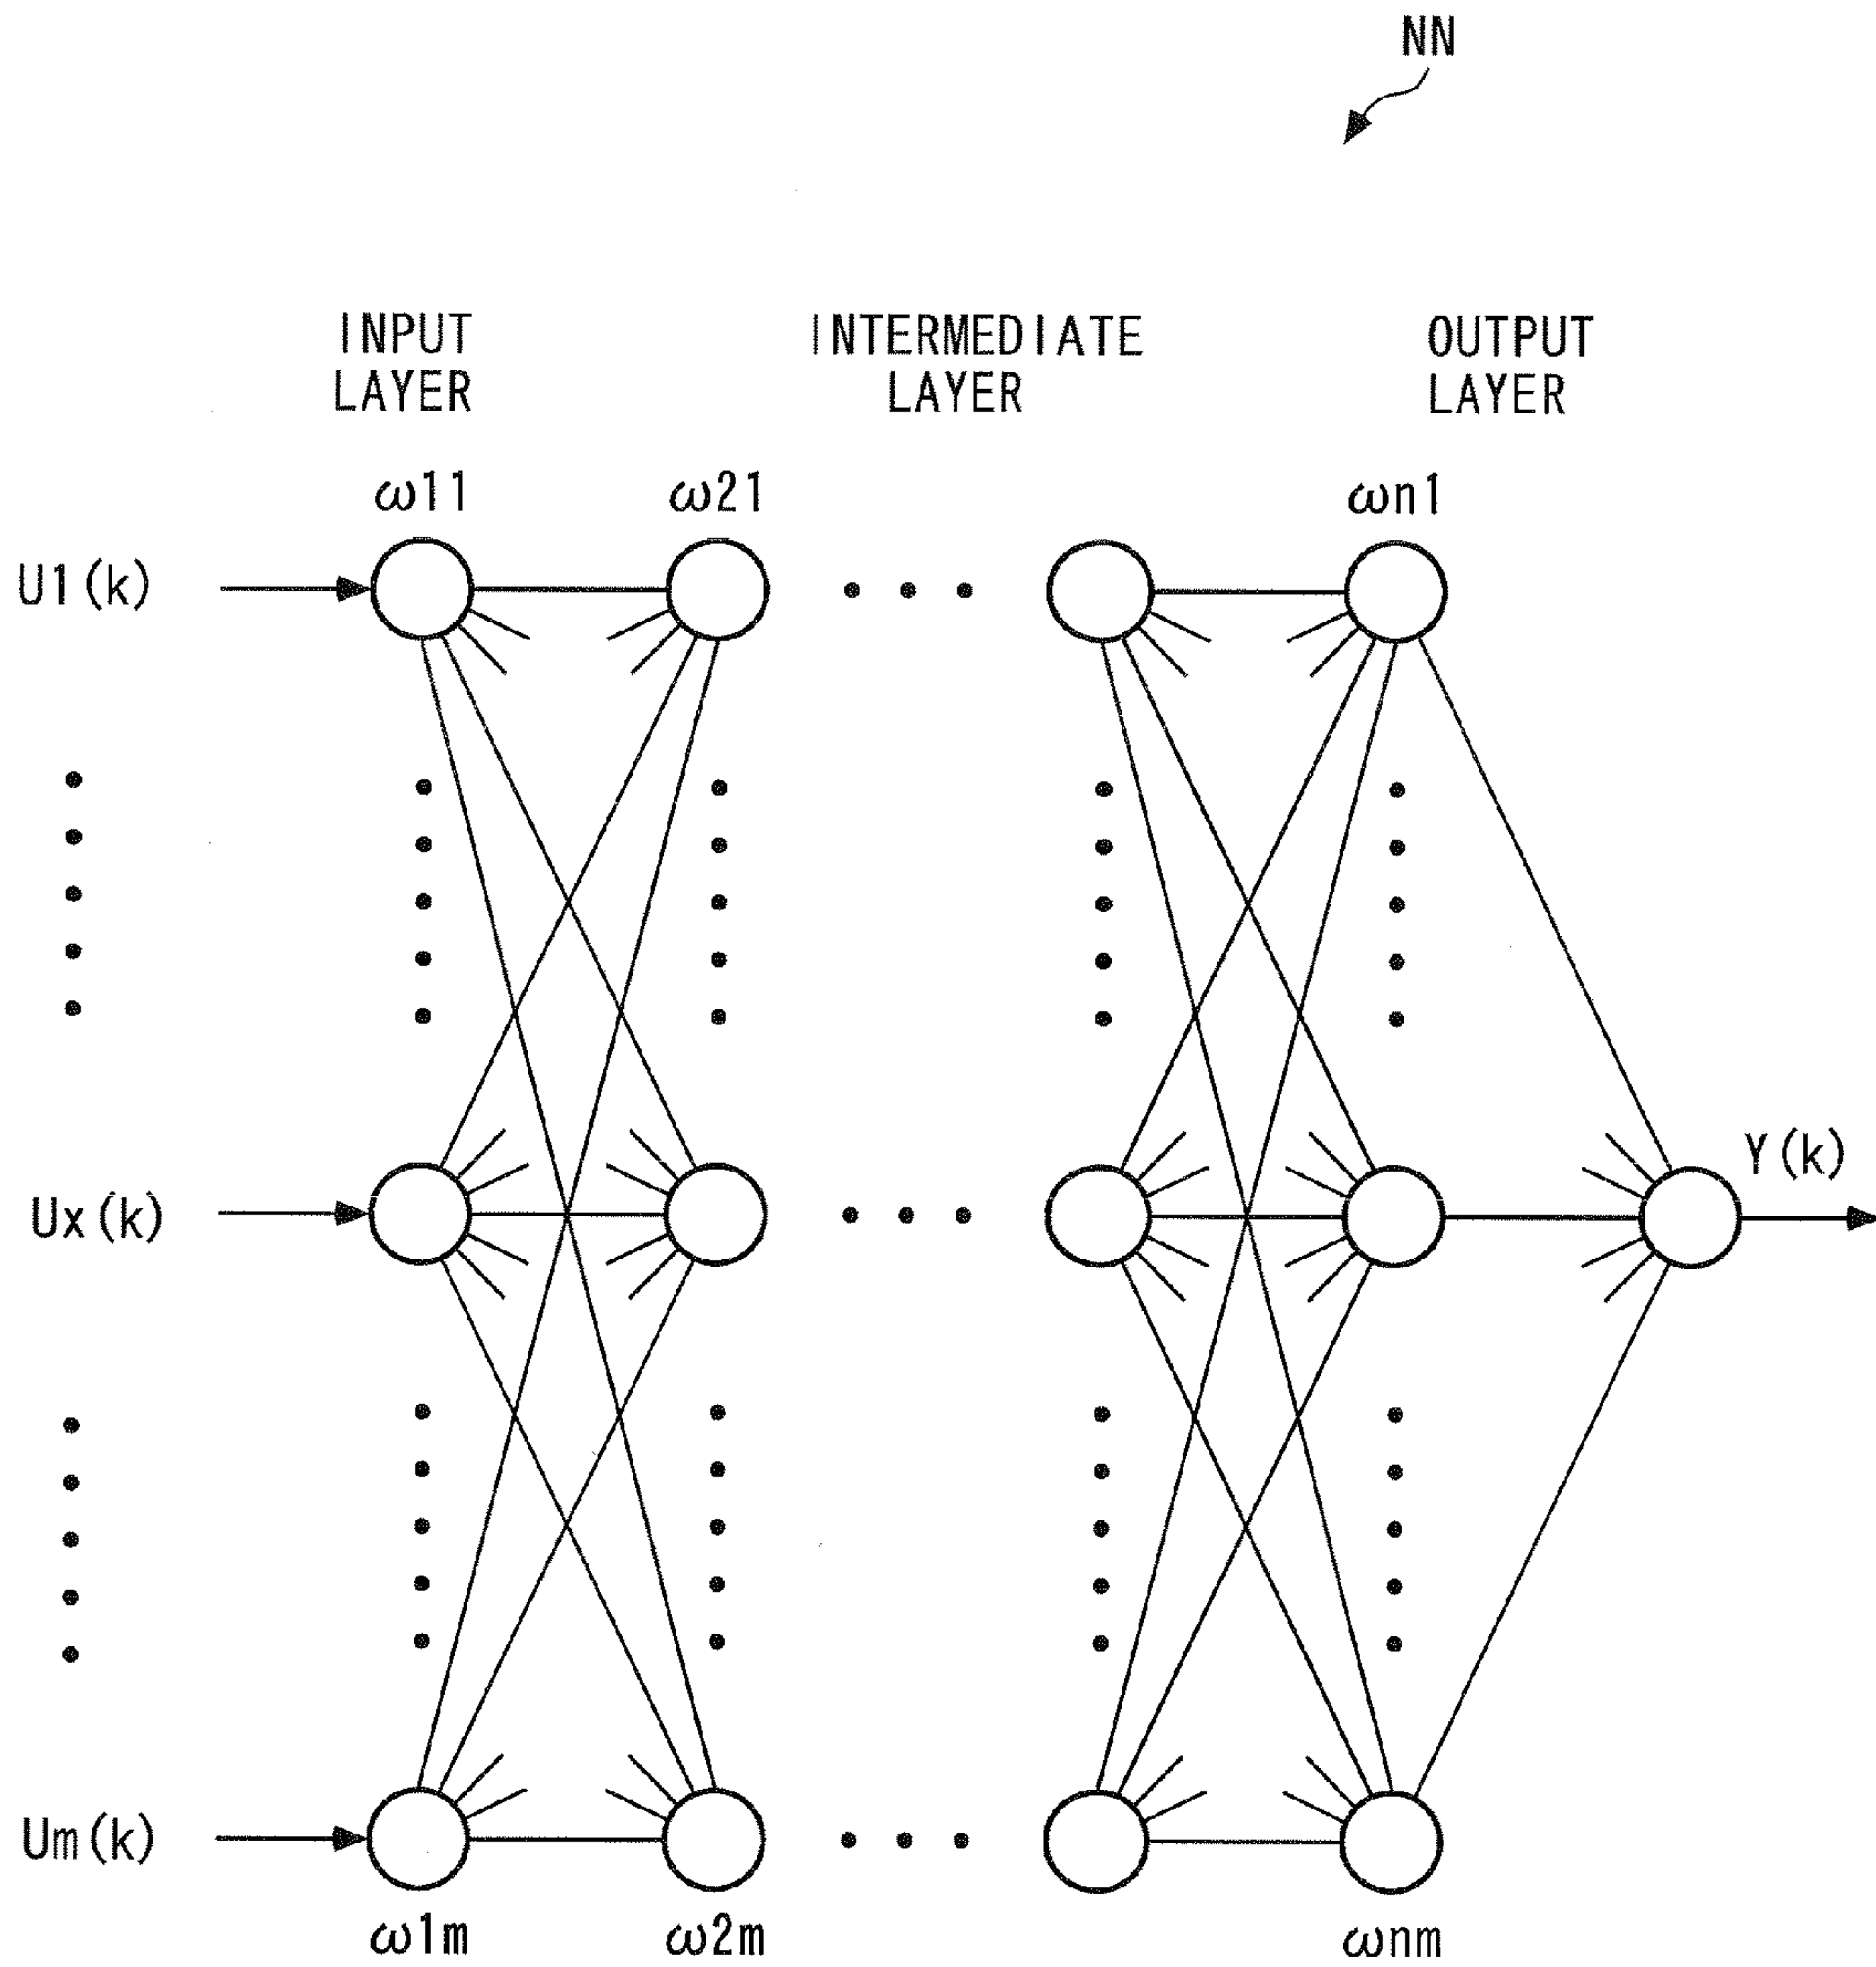 NN
INPUT
LAYER
INTERMEDIATE
LAYER
OUTPUT
LAYER
ω11
ω21
ωn1
U1(k)
Ux(k)
Y(k)
Um(k)
ω1m
ω2m
ωnm